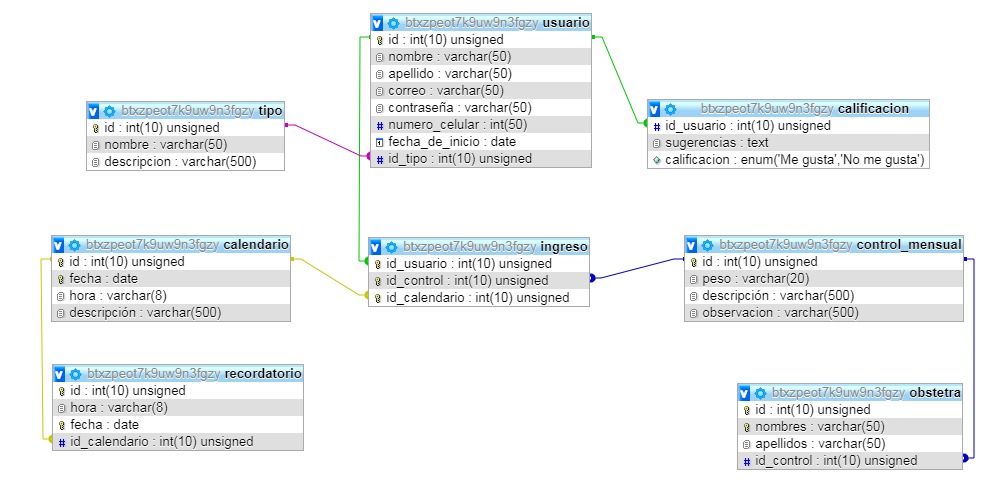 btxzpeot7k9uw9n3fgzy usuario
id : int(10) unsigned
nombre : varchar(50)
apellido : varchar(50)
correo : varchar(50)
contraseña : varchar(50)
numero_celular : int(50)
fecha_de_inicio : date
id_tipo : int(10) unsigned
btxzpeot7k9uw9n3fgzy tipo
id : int(10) unsigned
nombre : varchar(50)
descripcion : varchar(500)
btxzpeot7k9uw9n3fgzy calificacion
id_usuario : int(10) unsigned
sugerencias : text
calificacion : enum('Me gusta','No me gusta')
btxzpeot7k9uw9n3fgzy calendario
id : int(10) unsigned
fecha : date
hora : varchar(8)
descripción : varchar(500)
btxzpeot7k9uw9n3fgzy ingreso
id_usuario : int(10) unsigned
id_control : int(10) unsigned
id_calendario : int(10) unsigned
btxzpeot7k9uw9n3fgzy control_mensual
id : int(10) unsigned
peso : varchar(20)
descripción : varchar(500)
observacion : varchar(500)
btxzpeot7k9uw9n3fgzy recordatorio
id : int(10) unsigned
hora : varchar(8)
fecha : date
id_calendario : int(10) unsigned
btxzpeot7k9uw9n3fgzy obstetra
id : int(10) unsigned
nombres : varchar(50)
apellidos : varchar(50)
id_control : int(10) unsigned